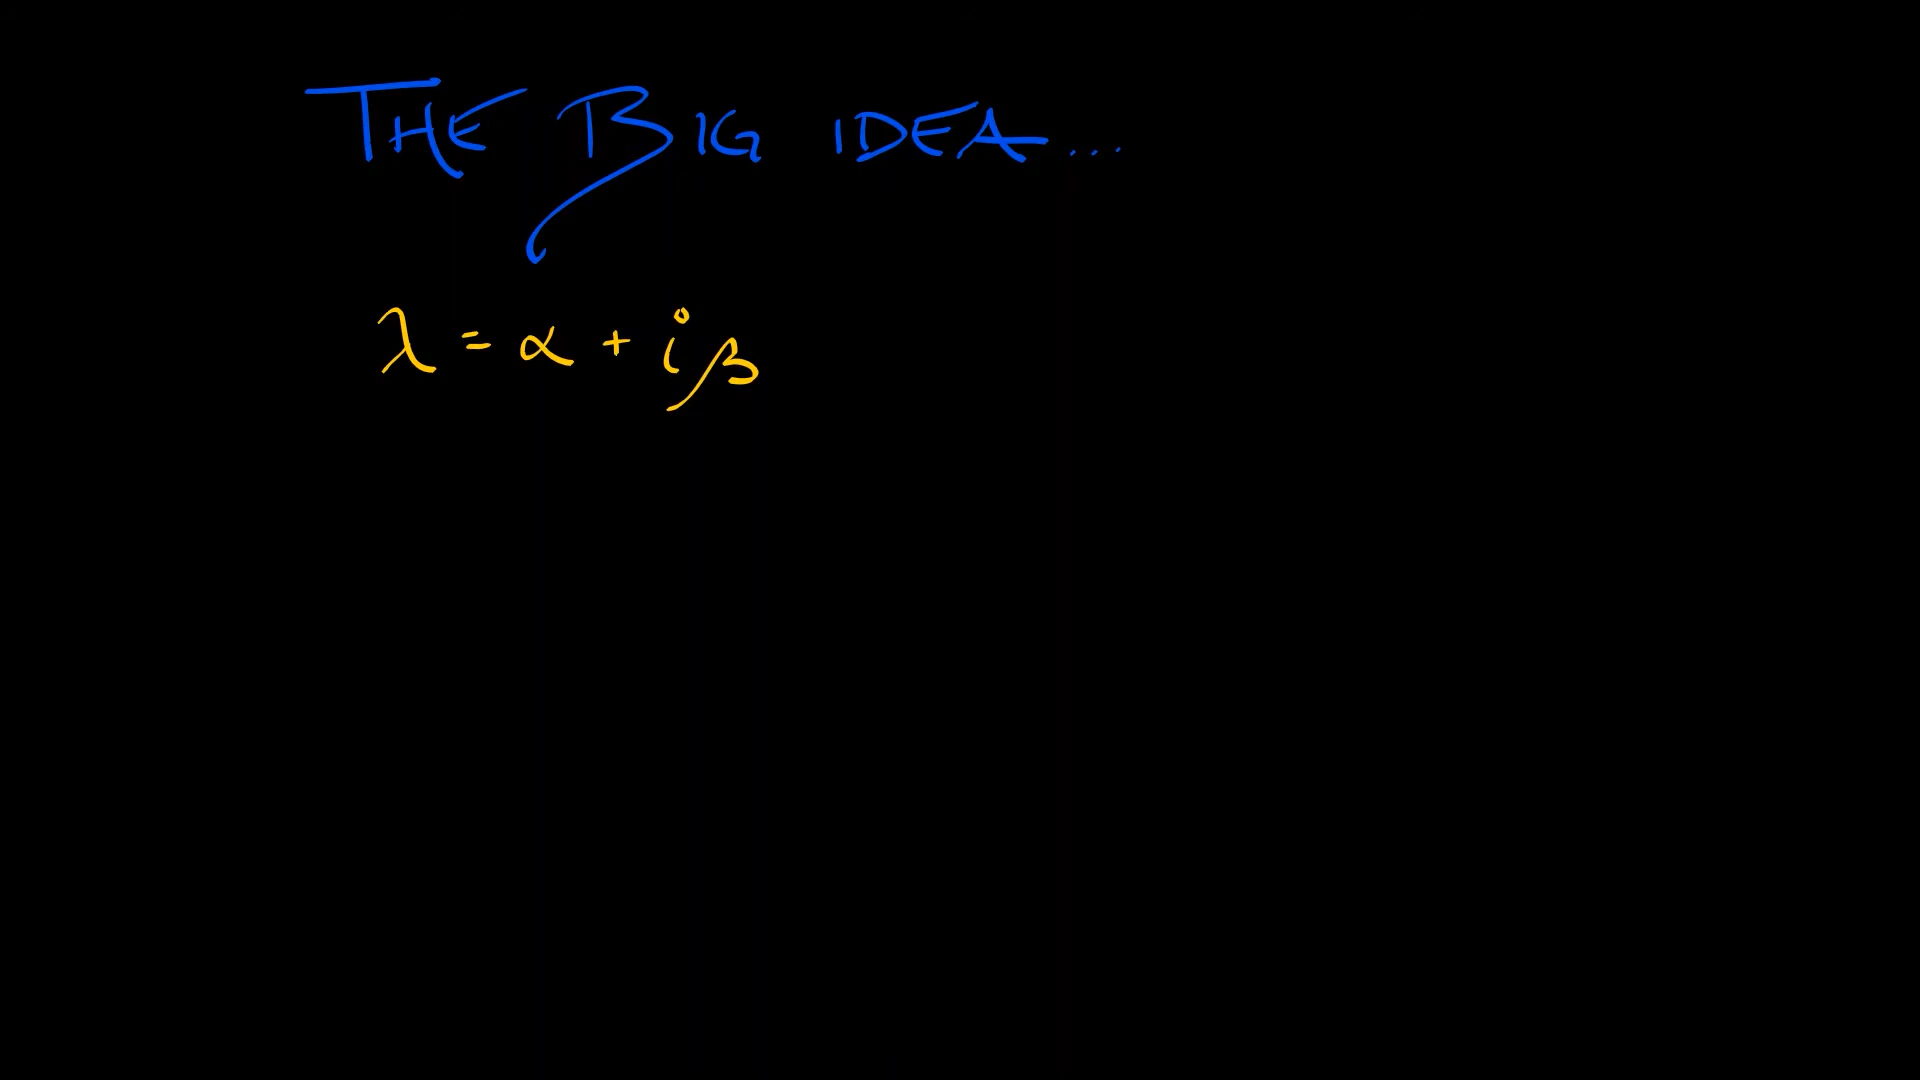 THE BIG IDEA...
λ = α + iβ